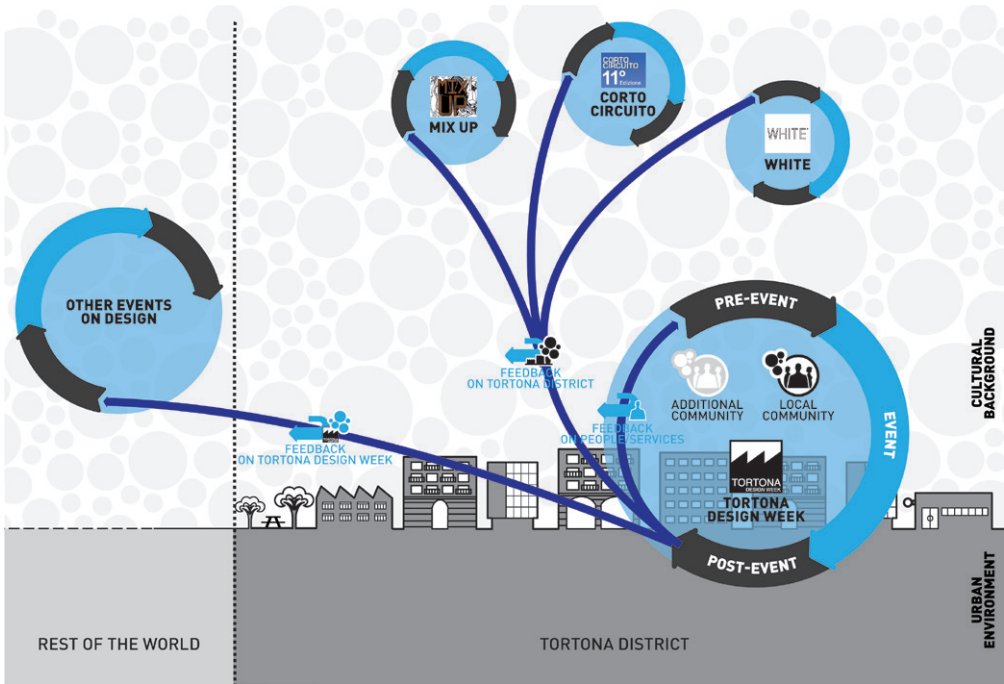 MIX
UP
MIX UP
CORTO
CIRCUITO
11°
Edizione
CORTO
CIRCUITO
WHITE
WHITE
OTHER EVENTS
ON DESIGN
PRE-EVENT
EVENT
POST-EVENT
ADDITIONAL
COMMUNITY
LOCAL
COMMUNITY
FEEDBACK
ON TORTONA DISTRICT
FEEDBACK
ON PEOPLE/SERVICES
FEEDBACK
ON TORTONA DESIGN WEEK
TORTONA
DESIGN WEEK
TORTONA
DESIGN WEEK
CULTURAL
BACKGROUND
URBAN
ENVIRONMENT
REST OF THE WORLD
TORTONA DISTRICT